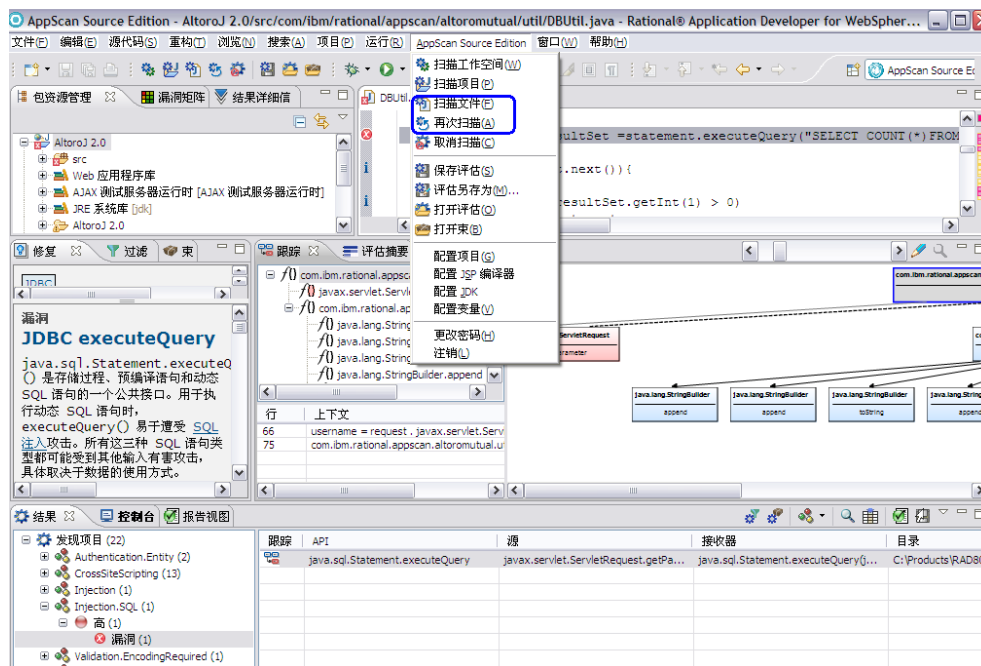 AppScan Source Edition - AltoroJ 2.0/src/com/ibm/rational/appscan/altoromutual/util/DBUtil.java - Rational® Application Developer for WebSpher...
文件(F) 编辑(E) 源代码(S) 重构(T) 浏览(N) 搜索(A) 项目(P) 运行(R) AppScan Source Edition 窗口(W) 帮助(H)
AppScan Source Ed
扫描工作空间(W)
扫描项目(P)
扫描文件(F)
再次扫描(A)
取消扫描(C)
保存评估(S)
评估另存为(M)...
打开评估(O)
打开束(B)
配置项目(G)
配置 JSP 编译器
配置 JDK
配置变量(V)
更改密码(H)
注销(L)
包资源管理 漏洞矩阵 结果详细信 DBUtil.
AltoroJ 2.0
src
Web 应用程序库
AJAX 测试服务器运行时 [AJAX 测试服务器运行时]
JRE 系统库 [jdk]
AltoroJ 2.0
ultSet =statement.executeQuery("SELECT COUNT(*)FROM
t.next()){
resultSet.getInt(1) > 0)
修复 过滤 束
JDBC
漏洞
JDBC executeQuery
java.sql.Statement.executeQ
() 是存储过程、预编译语句和动态
SQL 语句的一个公共接口。用于执
行动态 SQL 语句时，
executeQuery() 易于遭受 SQL
注入攻击。所有这三种 SQL 语句类
型都可能受到其他输入有害攻击，
具体取决于数据的使用方式。
跟踪 评估摘要
com.ibm.rational.appsca
javax.servlet.Servl
com.ibm.rational.ap
java.lang.String
java.lang.String
java.lang.String
java.lang.StringBuilder.append
行 上下文
66 username = request . javax.servlet.Serv
75 com.ibm.rational.appscan.altoromutual.u
com.ibm.rational.appscan
ServletRequest
arameter
java.lang.StringBuilder
append
java.lang.StringBuilder
append
java.lang.StringBuilder
toString
java.lang.String
append
结果 控制台 报告视图
发现项目 (22)
Authentication.Entity (2)
CrossSiteScripting (13)
Injection (1)
Injection.SQL (1)
高 (1)
漏洞 (1)
Validation.EncodingRequired (1)
跟踪 API 源 接收器 目录
java.sql.Statement.executeQuery javax.servlet.ServletRequest.getPa... java.sql.Statement.executeQuery(j... C:\Products\RAD80